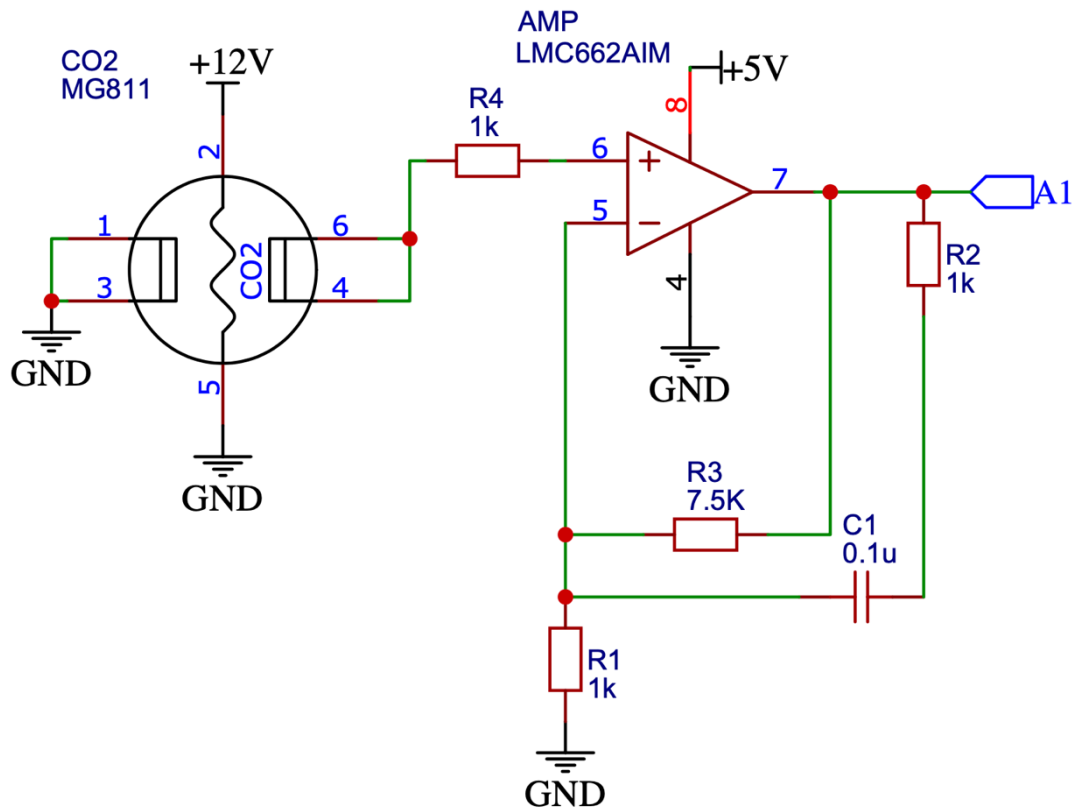 CO2
MG811
+12V
2
1
3
CO2
6
4
5
GND
GND
R4
1k
AMP
LMC662AIM
+5V
8
6
+
5
−
7
4
GND
A1
R2
1k
R3
7.5K
C1
0.1u
R1
1k
GND